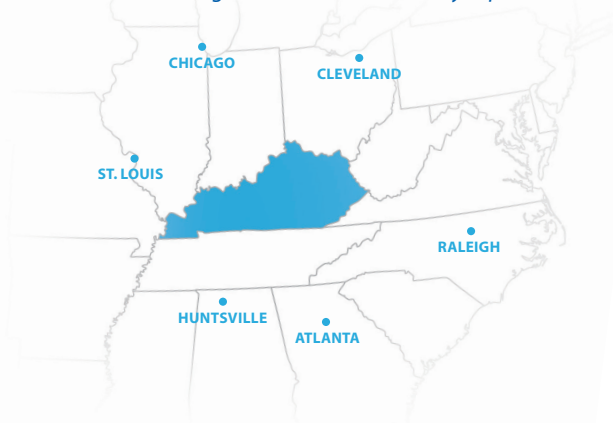 CHICAGO
CLEVELAND
ST. LOUIS
RALEIGH
HUNTSVILLE
ATLANTA